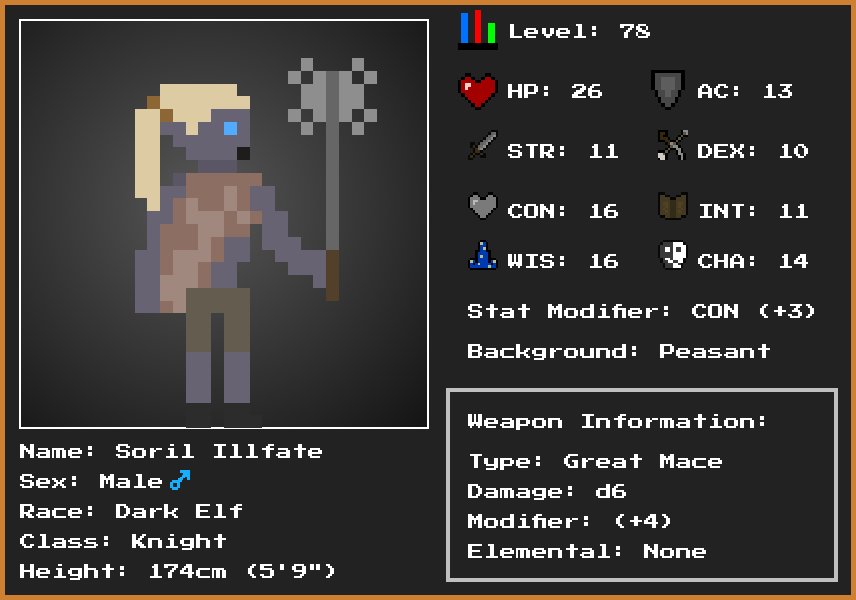 Level: 78
HP: 26
AC: 13
STR: 11
DEX: 10
CON: 16
INT: 11
WIS: 16
CHA: 14
Stat Modifier: CON (+3)
Background: Peasant
Weapon Information:
Type: Great Mace
Damage: d6
Modifier: (+4)
Elemental: None
Name: Soril Illfate
Sex: Male♂
Race: Dark Elf
Class: Knight
Height: 174cm (5'9")